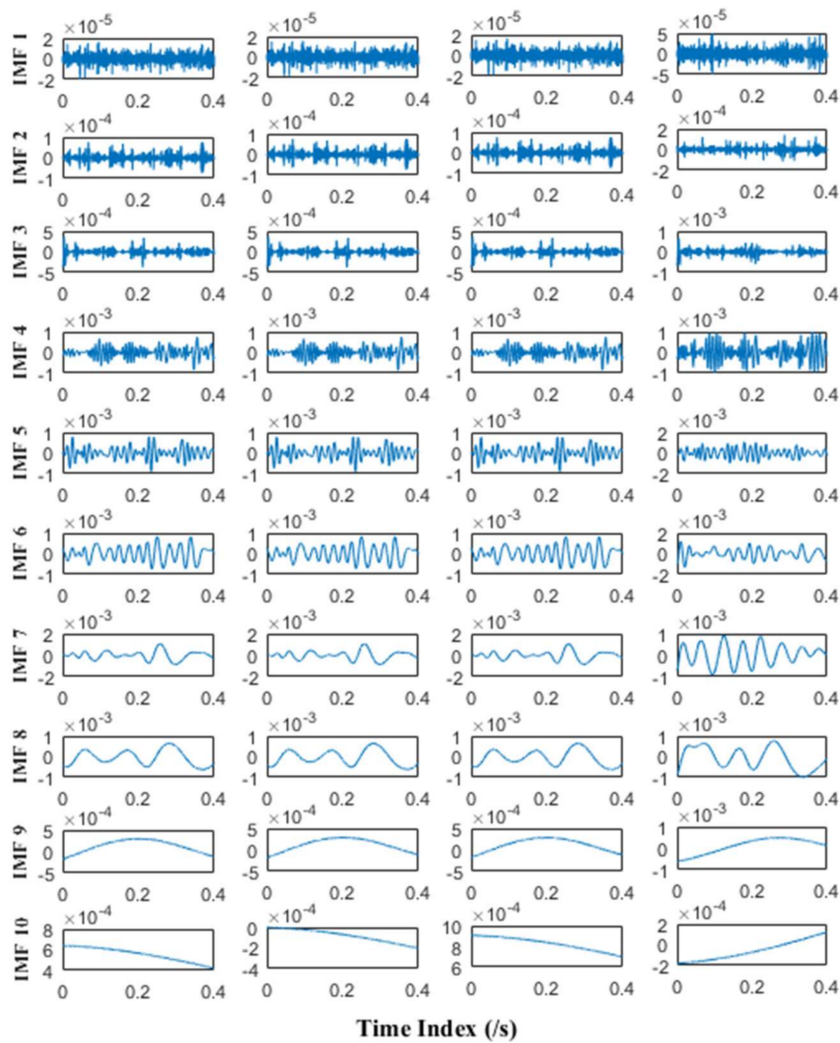 ×10⁻⁵ ×10⁻⁵ ×10⁻⁵ ×10⁻⁵
IMF 1
2 2 2 5
0 0 0 0
-2 -2 -2 -5
0 0.2 0.4 0 0.2 0.4 0 0.2 0.4 0 0.2 0.4
×10⁻⁴ ×10⁻⁴ ×10⁻⁴ ×10⁻⁴
IMF 2
1 1 1 2
0 0 0 0
-1 -1 -1 -2
0 0.2 0.4 0 0.2 0.4 0 0.2 0.4 0 0.2 0.4
×10⁻⁴ ×10⁻⁴ ×10⁻⁴ ×10⁻³
IMF 3
5 5 5 1
0 0 0 0
-5 -5 -5 -1
0 0.2 0.4 0 0.2 0.4 0 0.2 0.4 0 0.2 0.4
×10⁻³ ×10⁻³ ×10⁻³ ×10⁻³
IMF 4
1 1 1 1
0 0 0 0
-1 -1 -1 -1
0 0.2 0.4 0 0.2 0.4 0 0.2 0.4 0 0.2 0.4
×10⁻³ ×10⁻³ ×10⁻³ ×10⁻³
IMF 5
1 1 1 2
0 0 0 0
-1 -1 -1 -2
0 0.2 0.4 0 0.2 0.4 0 0.2 0.4 0 0.2 0.4
×10⁻³ ×10⁻³ ×10⁻³ ×10⁻³
IMF 6
1 1 1 2
0 0 0 0
-1 -1 -1 -2
0 0.2 0.4 0 0.2 0.4 0 0.2 0.4 0 0.2 0.4
×10⁻³ ×10⁻³ ×10⁻³ ×10⁻³
IMF 7
2 2 2 1
0 0 0 0
-2 -2 -2 -1
0 0.2 0.4 0 0.2 0.4 0 0.2 0.4 0 0.2 0.4
×10⁻³ ×10⁻³ ×10⁻³ ×10⁻³
IMF 8
1 1 1 1
0 0 0 0
-1 -1 -1 -1
0 0.2 0.4 0 0.2 0.4 0 0.2 0.4 0 0.2 0.4
×10⁻⁴ ×10⁻⁴ ×10⁻⁴ ×10⁻³
IMF 9
5 5 5 1
0 0 0 0
-5 -5 -5 -1
0 0.2 0.4 0 0.2 0.4 0 0.2 0.4 0 0.2 0.4
×10⁻⁴ ×10⁻⁴ ×10⁻⁴ ×10⁻⁴
IMF 10
8 0 10 2
6 -2 8 0
4 -4 6 -2
0 0.2 0.4 0 0.2 0.4 0 0.2 0.4 0 0.2 0.4
Time Index (/s)